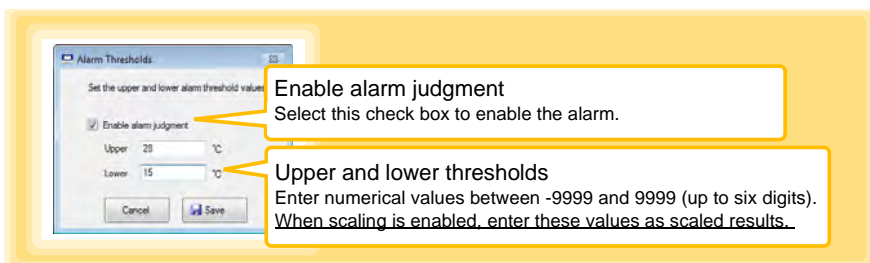 Alarm Thresholds
Set the upper and lower alarm threshold values
Enable alarm judgment
Upper 28 ℃
Lower 15 ℃
Cancel Save
Enable alarm judgment
Select this check box to enable the alarm.
Upper and lower thresholds
Enter numerical values between -9999 and 9999 (up to six digits).
When scaling is enabled, enter these values as scaled results.